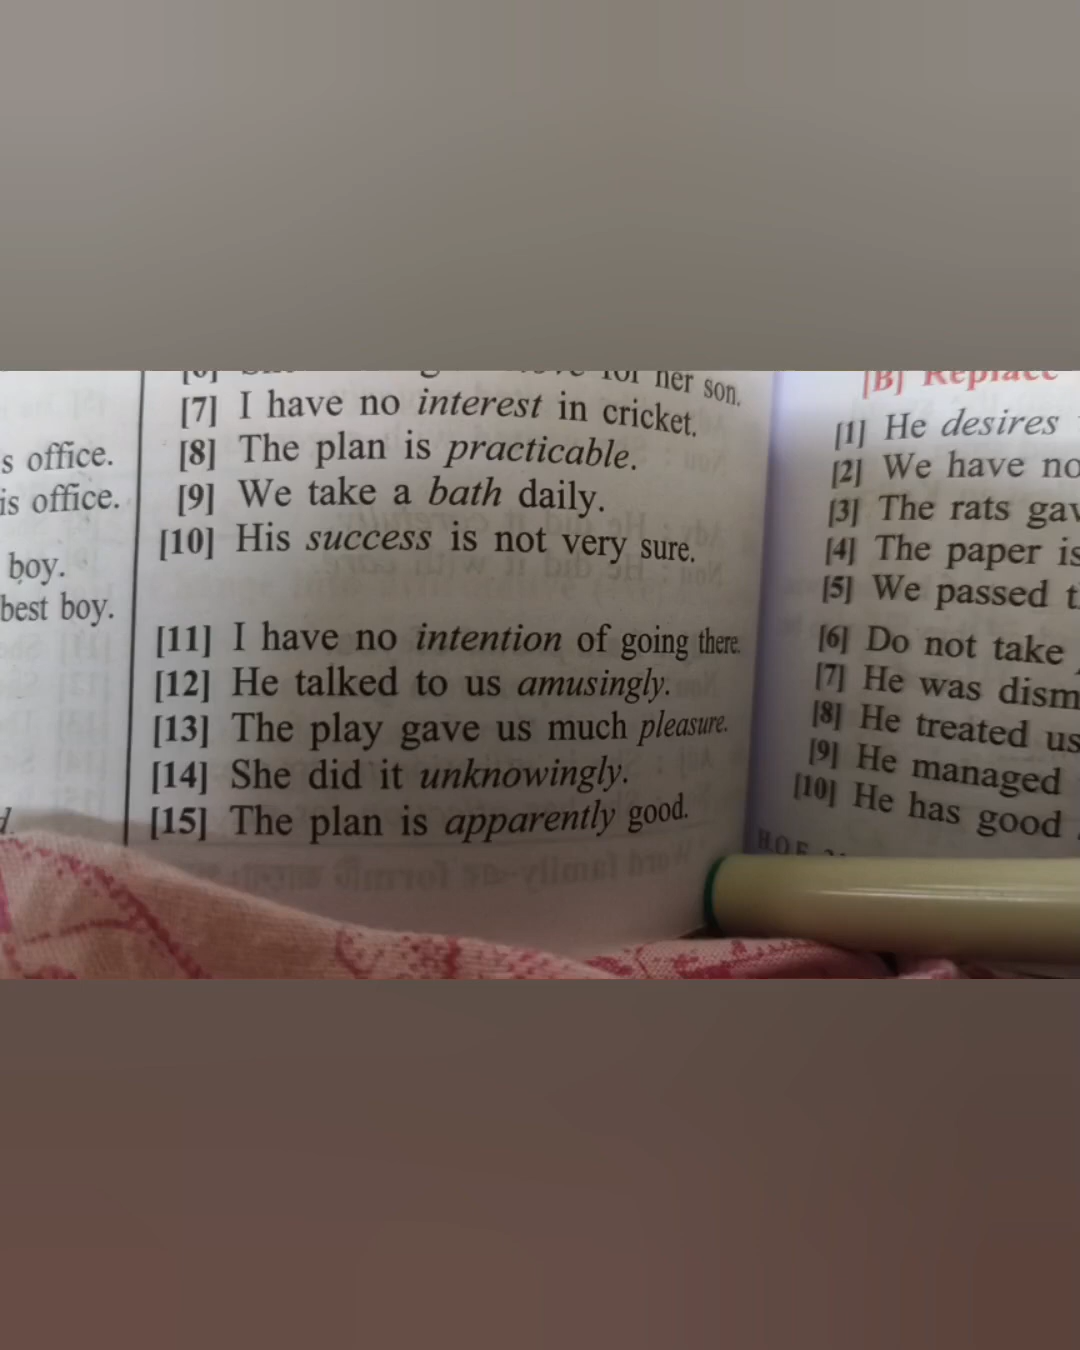 s office.
is office.
boy.
best boy.
for her son.
[7] I have no interest in cricket.
[8] The plan is practicable.
[9] We take a bath daily.
[10] His success is not very sure.
[11] I have no intention of going there.
[12] He talked to us amusingly.
[13] The play gave us much pleasure.
[14] She did it unknowingly.
[15] The plan is apparently good.
[B] Replace
[1] He desires
[2] We have no
[3] The rats gav
[4] The paper is
[5] We passed t
[6] Do not take
[7] He was dism
[8] He treated us
[9] He managed
[10] He has good